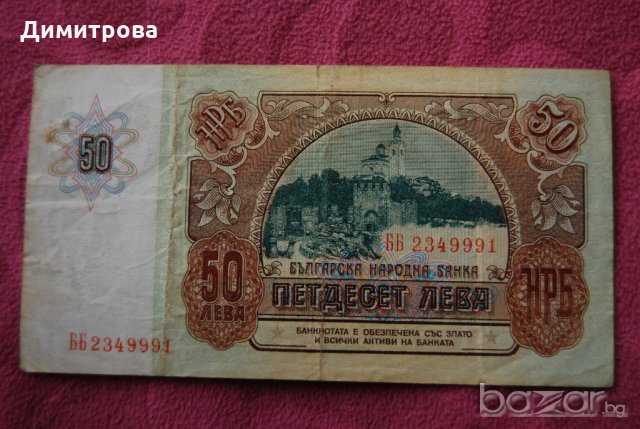 Димитрова
НРБ
50
50
ББ 2349991
БЪЛГАРСКА НАРОДНА БАНКА
ПЕТДЕСЕТ ЛЕВА
50
ЛЕВА
НРБ
БАНКНОТАТА Е ОБЕЗПЕЧЕНА СЪС ЗЛАТО
И ВСИЧКИ АКТИВИ НА БАНКАТА
ББ 2349991
bazar.bg